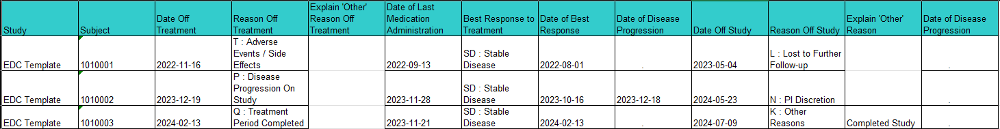 Study
Subject
Date Off
Treatment
Reason Off
Treatment
Explain 'Other'
Reason Off
Treatment
Date of Last
Medication
Administration
Best Response to
Treatment
Date of Best
Response
Date of Disease
Progression
Date Off Study
Reason Off Study
Explain 'Other'
Reason
Date of Disease
Progression
EDC Template
1010001
2022-11-16
T : Adverse
Events / Side
Effects
2022-09-13
SD : Stable
Disease
2022-08-01
.
2023-05-04
L : Lost to Further
Follow-up
.
EDC Template
1010002
2023-12-19
P : Disease
Progression On
Study
2023-11-28
SD : Stable
Disease
2023-10-16
2023-12-18
2024-05-23
N : PI Discretion
.
EDC Template
1010003
2024-02-13
Q : Treatment
Period Completed
2023-11-21
SD : Stable
Disease
2024-02-13
.
2024-07-09
K : Other
Reasons
Completed Study
.